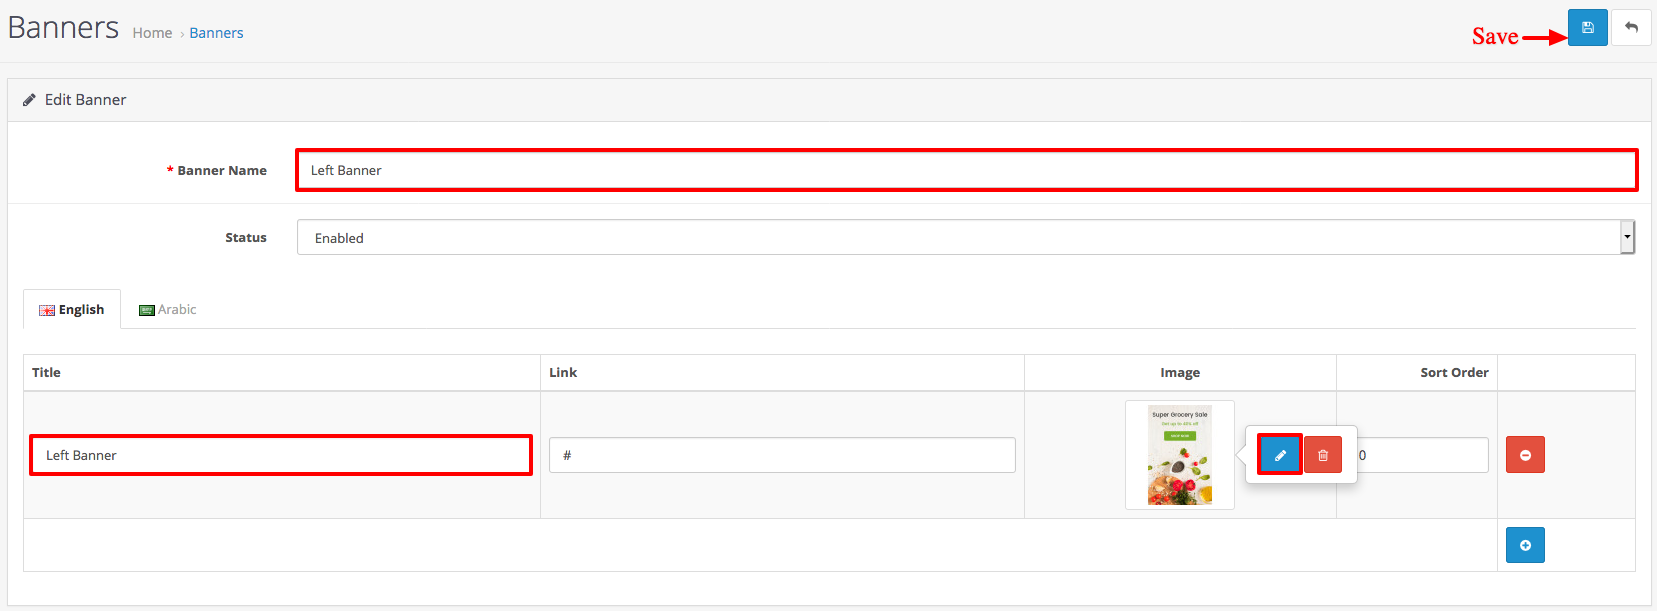 Banners Home › Banners
Save
Edit Banner
* Banner Name Left Banner
Status Enabled
English Arabic
Title Link Image Sort Order
Super Grocery Sale
Get up to 40% off
SHOP NOW
Left Banner # 0